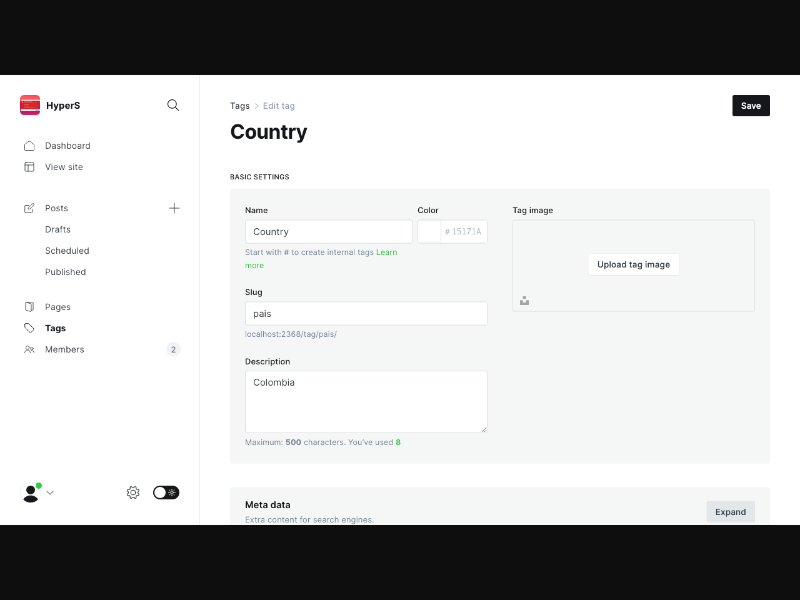 HyperS
Dashboard
View site
Posts
Drafts
Scheduled
Published
Pages
Tags
Members 2
Tags > Edit tag
Save
Country
BASIC SETTINGS
Name
Country
Start with # to create internal tags Learn
more
Color
# 15171A
Slug
pais
localhost:2368/tag/pais/
Description
Colombia
Maximum: 500 characters. You've used 8
Tag image
Upload tag image
Meta data
Extra content for search engines.
Expand